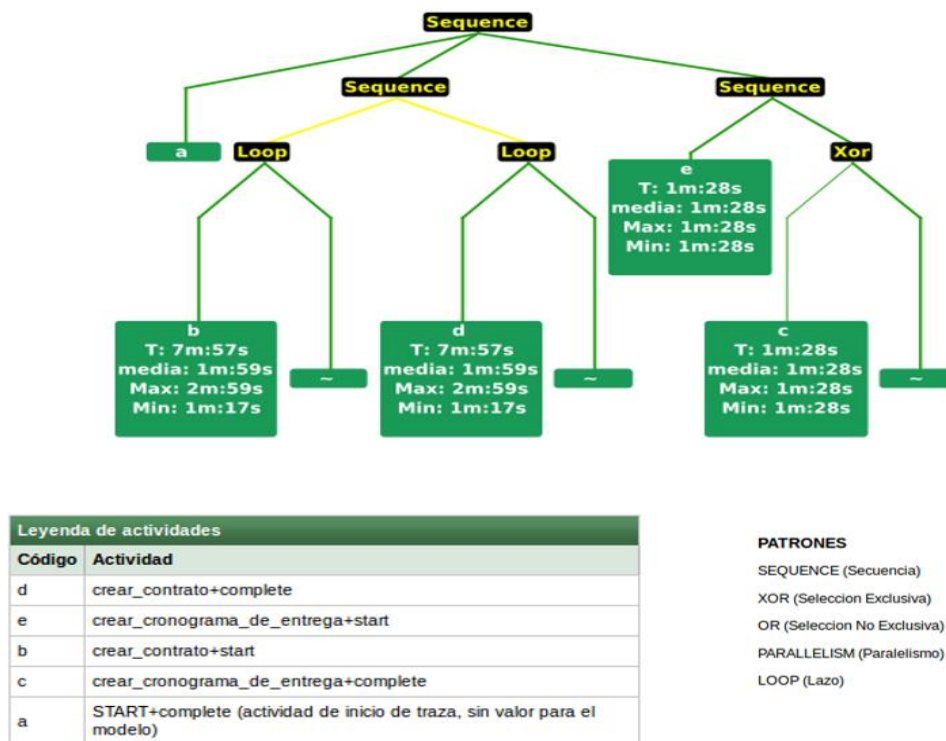 Sequence
Sequence
Sequence
a
Loop
Loop
Xor
e
T: 1m:28s
media: 1m:28s
Max: 1m:28s
Min: 1m:28s
b
T: 7m:57s
media: 1m:59s
Max: 2m:59s
Min: 1m:17s
~
d
T: 7m:57s
media: 1m:59s
Max: 2m:59s
Min: 1m:17s
~
c
T: 1m:28s
media: 1m:28s
Max: 1m:28s
Min: 1m:28s
~
Leyenda de actividades
Código Actividad
d crear_contrato+complete
e crear_cronograma_de_entrega+start
b crear_contrato+start
c crear_cronograma_de_entrega+complete
a START+complete (actividad de inicio de traza, sin valor para el
modelo)
PATRONES
SEQUENCE (Secuencia)
XOR (Seleccion Exclusiva)
OR (Seleccion No Exclusiva)
PARALLELISM (Paralelismo)
LOOP (Lazo)